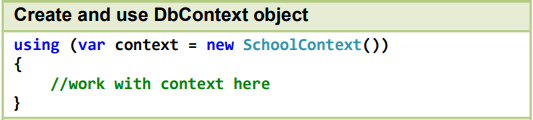 Create and use DbContext object
using (var context = new SchoolContext())
{
    //work with context here
}